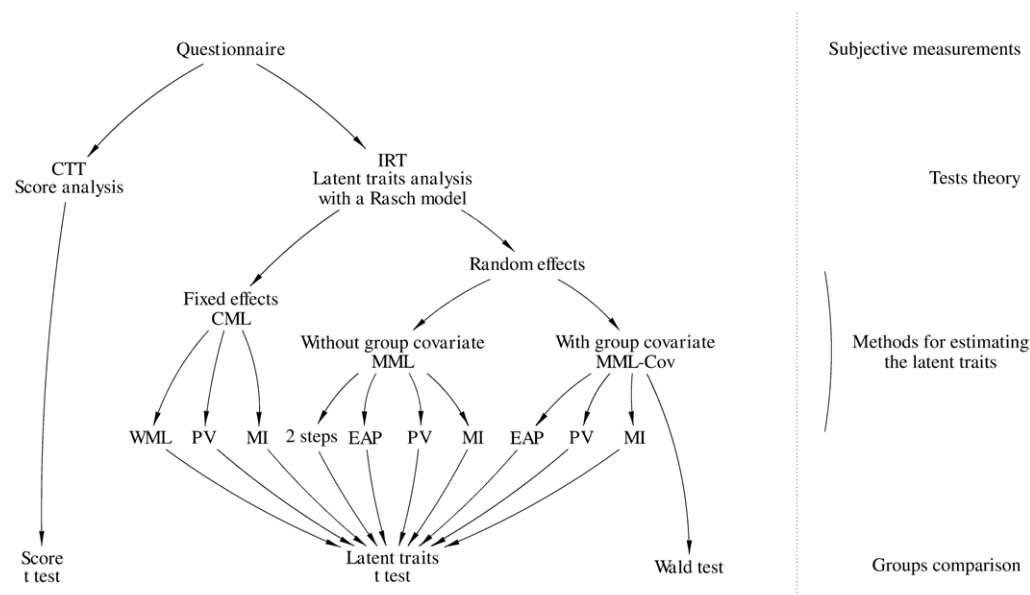 Questionnaire
Subjective measurements
CTT
Score analysis
IRT
Latent traits analysis
with a Rasch model
Tests theory
Random effects
Fixed effects
CML
Without group covariate
MML
With group covariate
MML-Cov
Methods for estimating
the latent traits
WML PV MI 2 steps EAP PV MI EAP PV MI
Score
t test
Latent traits
t test
Wald test
Groups comparison